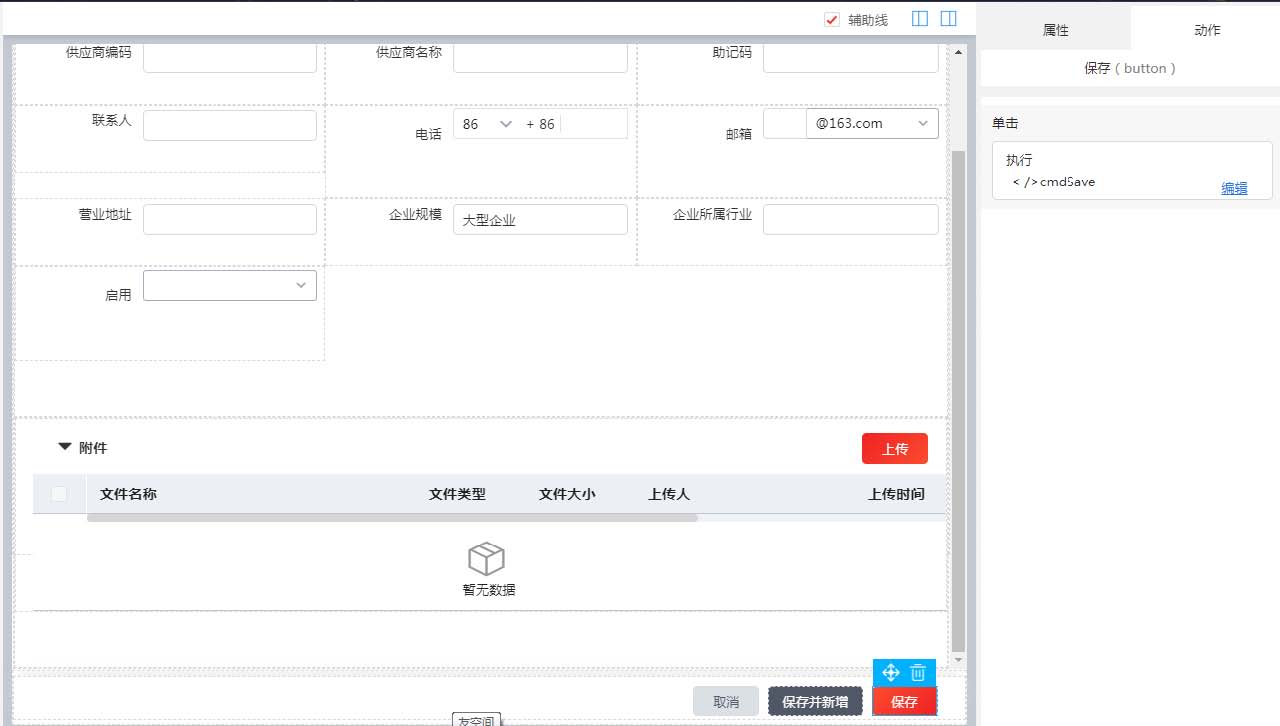 辅助线
属性 动作
保存 ( button )
单击
执行
< />cmdSave
编辑
供应商编码 供应商名称 助记码
联系人 电话 86 + 86 邮箱 @163.com
营业地址 企业规模 大型企业 企业所属行业
启用
附件 上传
文件名称 文件类型 文件大小 上传人 上传时间
暂无数据
取消 保存并新增 保存
友空间